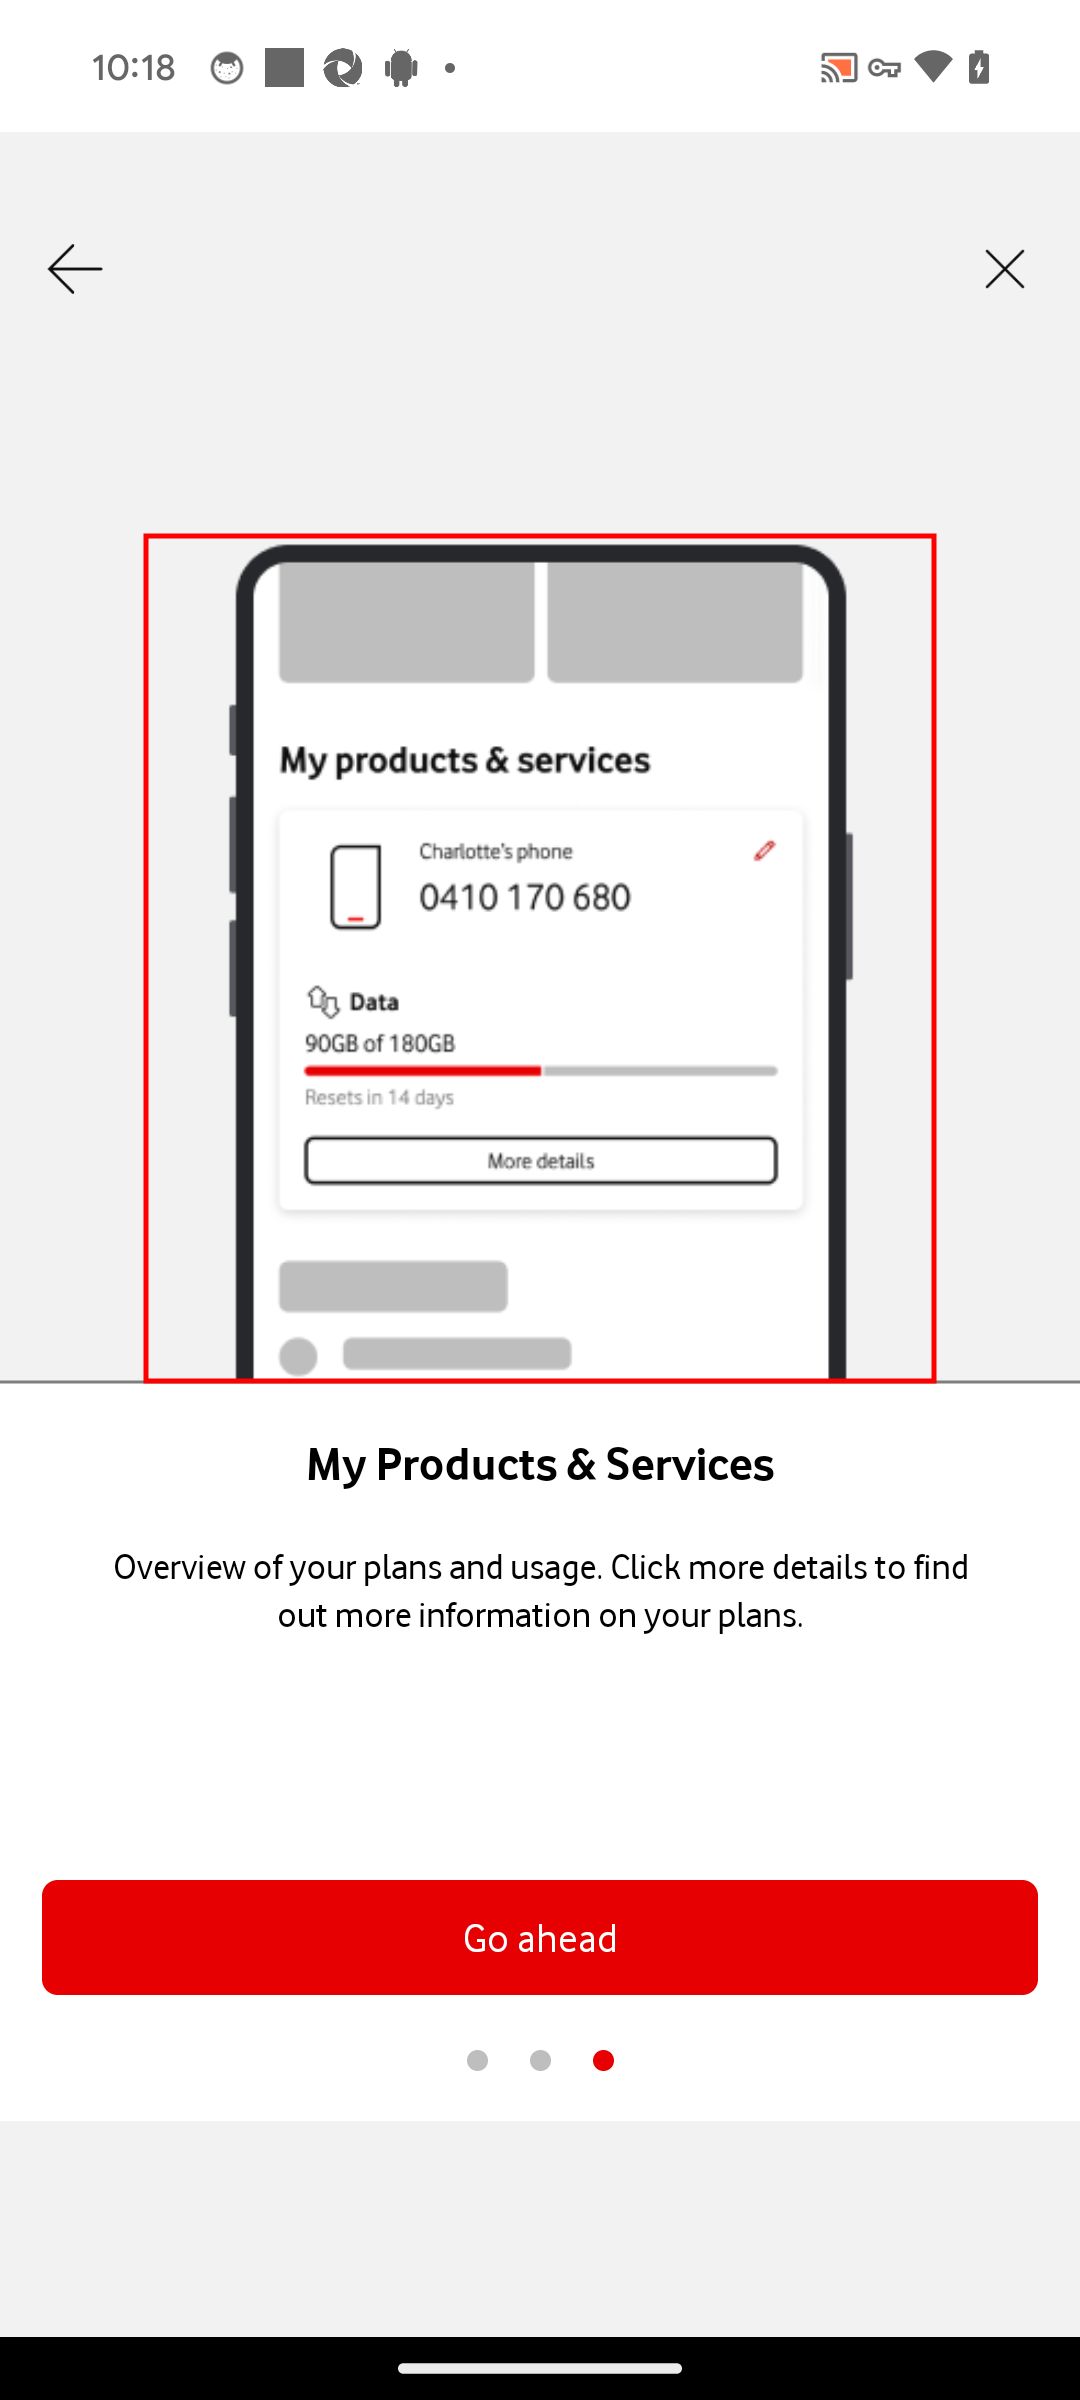 10:18
My products & services
Charlotte's phone
0410 170 680
Data
90GB of 180GB
Resets in 14 days
More details
My Products & Services
Overview of your plans and usage. Click more details to find
out more information on your plans.
Go ahead